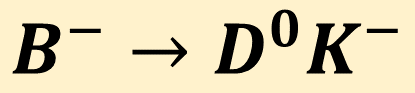 B⁻ → D⁰K⁻